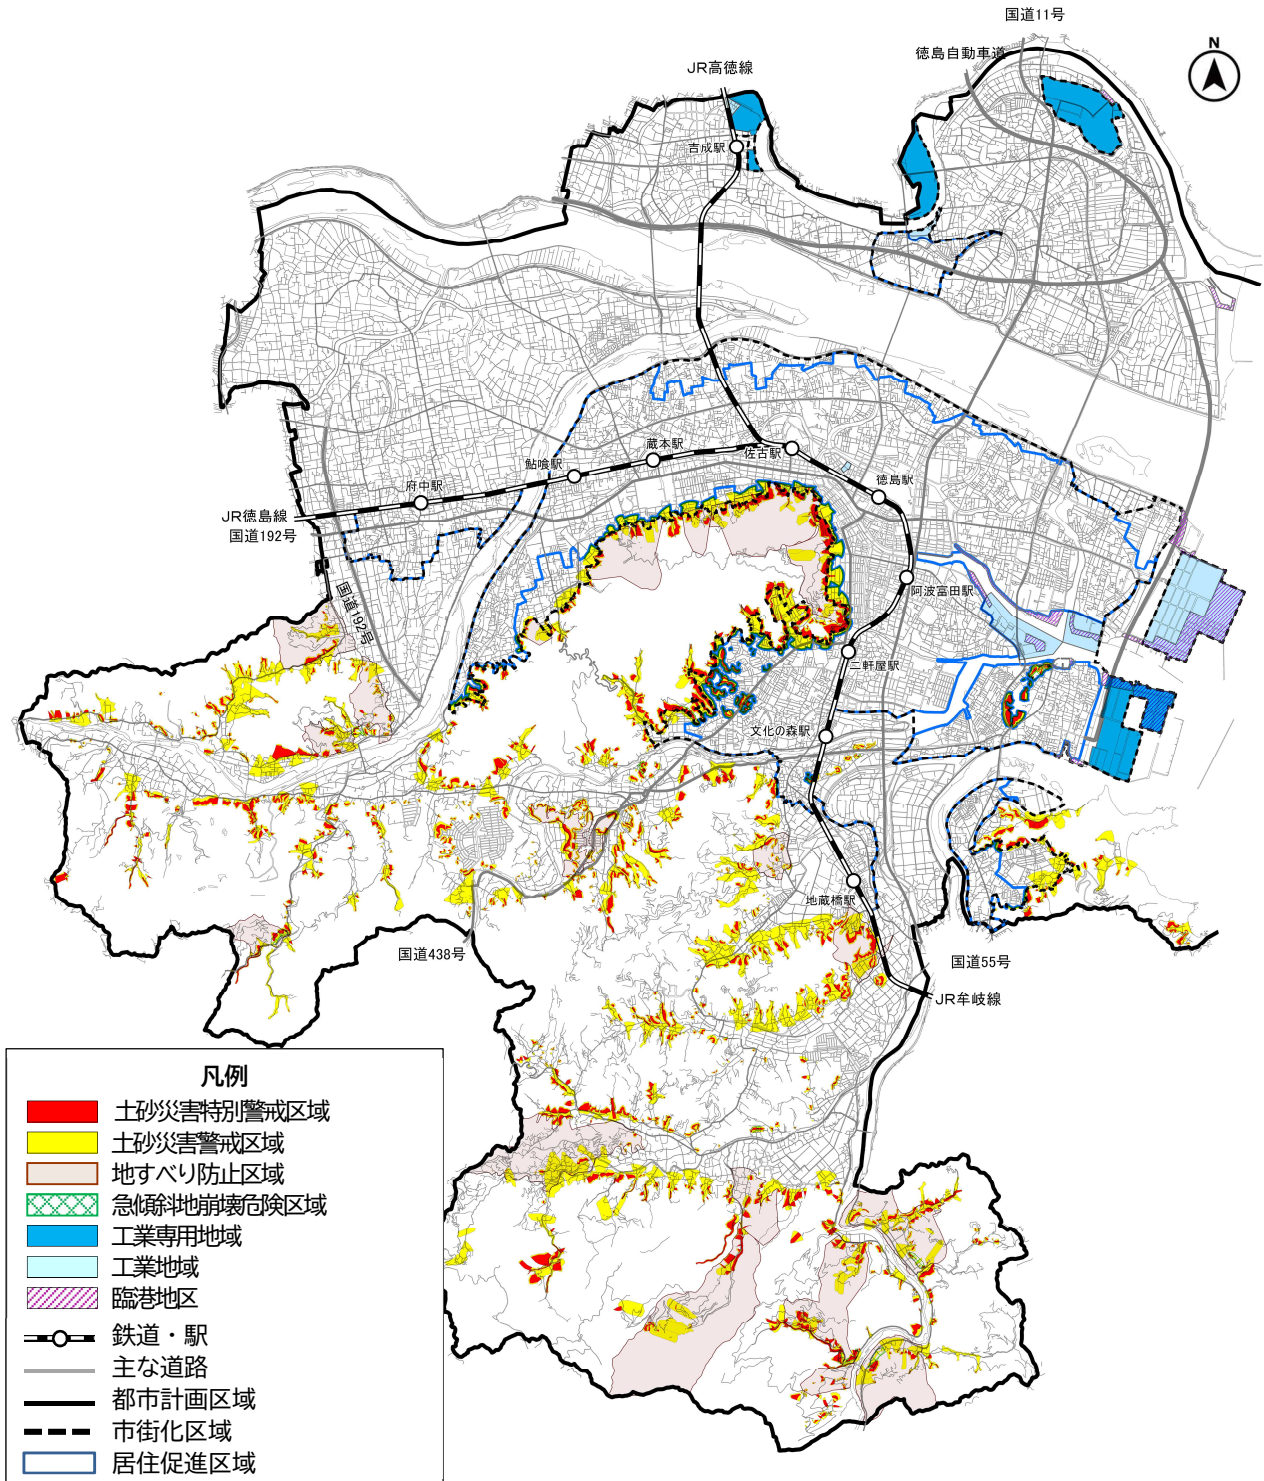 国道11号
徳島自動車道
N
JR高徳線
吉成駅
蔵本駅
佐古駅
鮎喰駅
徳島駅
府中駅
JR徳島線
国道192号
阿波富田駅
国道192号
二軒屋駅
文化の森駅
地蔵橋駅
国道438号
国道55号
JR牟岐線
凡例
土砂災害特別警戒区域
土砂災害警戒区域
地すべり防止区域
急傾斜地崩壊危険区域
工業専用地域
工業地域
臨港地区
鉄道・駅
主な道路
都市計画区域
市街化区域
居住促進区域